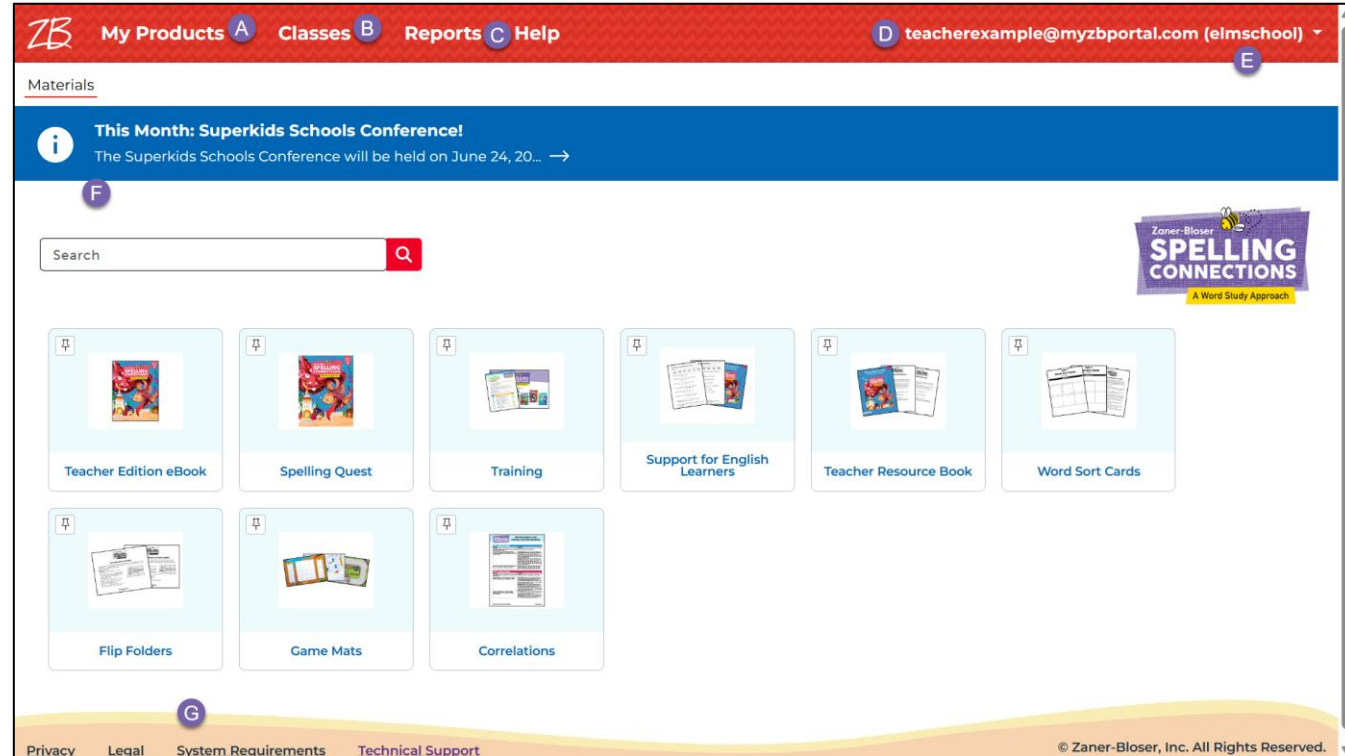 ZB My Products A Classes B Reports C Help D teacherexample@myzbportal.com (elmschool)
E
Materials
i This Month: Superkids Schools Conference!
The Superkids Schools Conference will be held on June 24, 20... →
F
Search
Zaner-Bloser
SPELLING
CONNECTIONS
A Word Study Approach
Teacher Edition eBook
Spelling Quest
Training
Support for English
Learners
Teacher Resource Book
Word Sort Cards
Flip Folders
Game Mats
Correlations
G
Privacy Legal System Requirements Technical Support © Zaner-Bloser, Inc. All Rights Reserved.